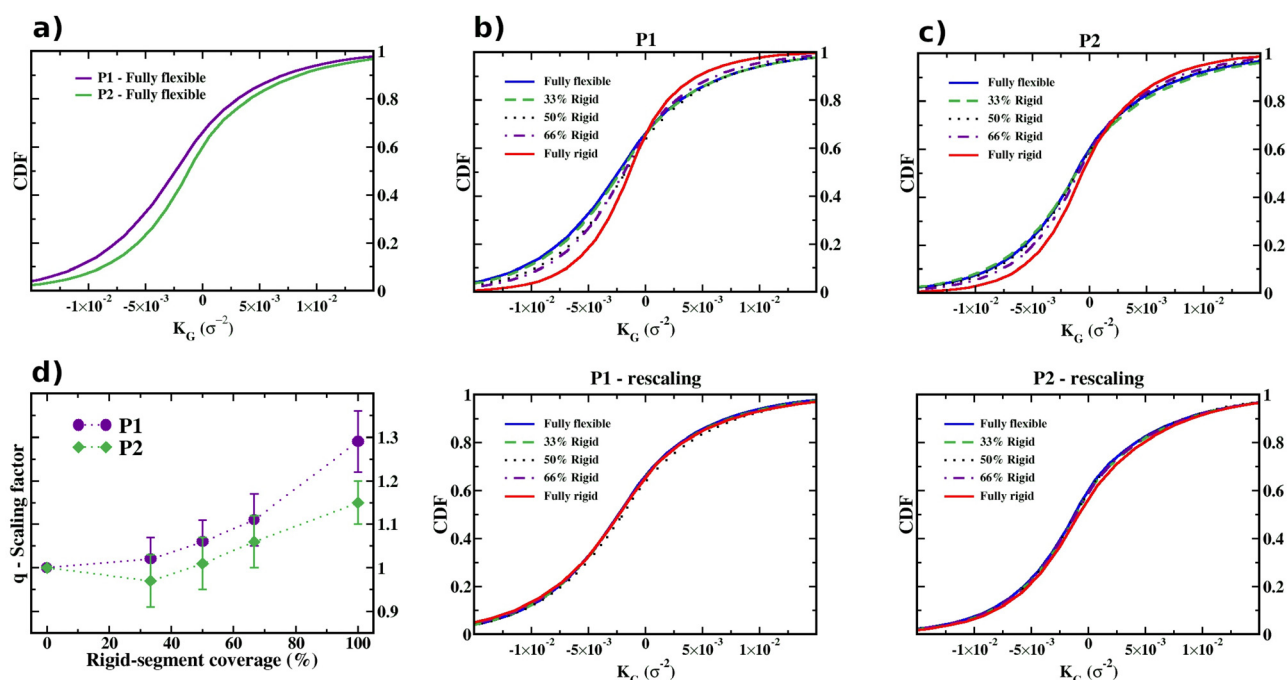 a)
P1 - Fully flexible
P2 - Fully flexible
CDF
1
0.8
0.6
0.4
0.2
0
-1×10⁻² -5×10⁻³ 0 5×10⁻³ 1×10⁻²
K_G (σ⁻²)
b)
P1
Fully flexible
33% Rigid
50% Rigid
66% Rigid
Fully rigid
CDF
1
0.8
0.6
0.4
0.2
0
-1×10⁻² -5×10⁻³ 0 5×10⁻³ 1×10⁻²
K_G (σ⁻²)
c)
P2
Fully flexible
33% Rigid
50% Rigid
66% Rigid
Fully rigid
CDF
1
0.8
0.6
0.4
0.2
0
-1×10⁻² -5×10⁻³ 0 5×10⁻³ 1×10⁻²
K_G (σ⁻²)
d)
P1
P2
q - Scaling factor
1.3
1.2
1.1
1
0.9
0 20 40 60 80 100
Rigid-segment coverage (%)
P1 - rescaling
Fully flexible
33% Rigid
50% Rigid
66% Rigid
Fully rigid
CDF
1
0.8
0.6
0.4
0.2
0
-1×10⁻² -5×10⁻³ 0 5×10⁻³ 1×10⁻²
K_G (σ⁻²)
P2 - rescaling
Fully flexible
33% Rigid
50% Rigid
66% Rigid
Fully rigid
CDF
1
0.8
0.6
0.4
0.2
0
-1×10⁻² -5×10⁻³ 0 5×10⁻³ 1×10⁻²
K_G (σ⁻²)